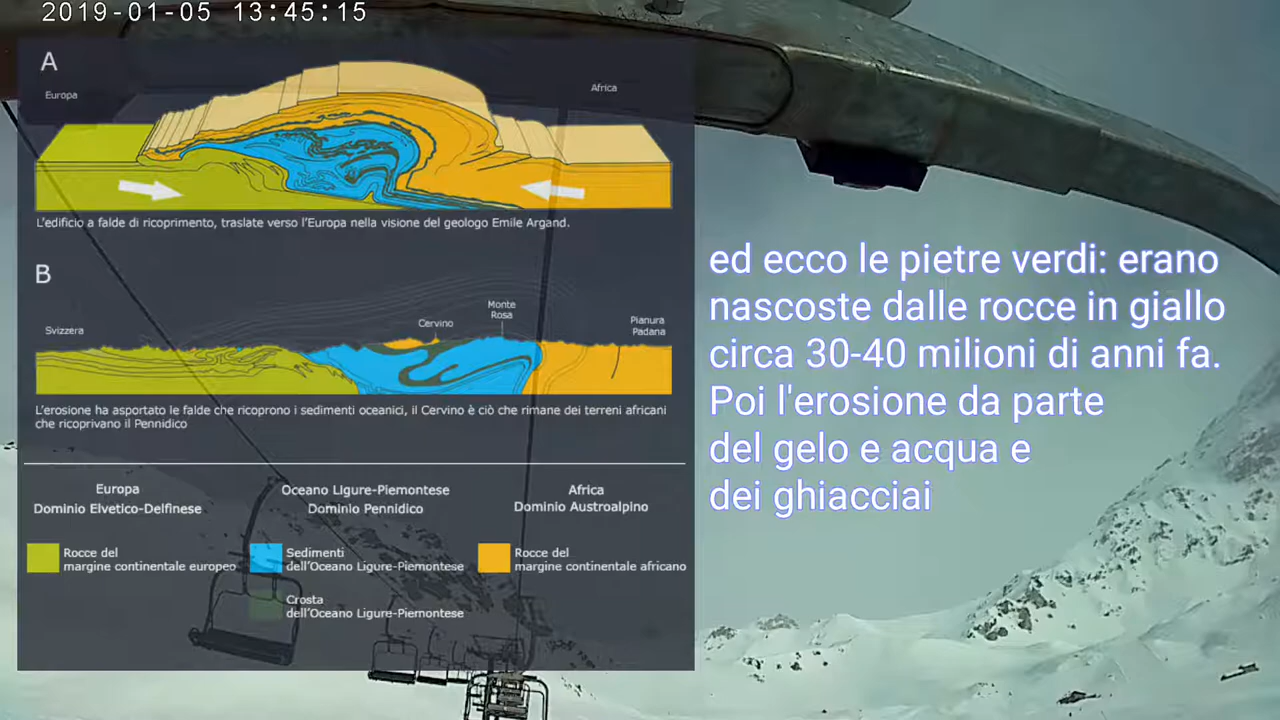 2019-01-05 13:45:15
A
Europa
Africa
L'edificio a falde di ricoprimento, traslate verso l'Europa nella visione del geologo Emile Argand.
B
Svizzera
Cervino
Monte
Rosa
Pianura
Padana
L'erosione ha asportato le falde che ricoprono i sedimenti oceanici, il Cervino è ciò che rimane dei terreni africani
che ricoprivano il Pennidico
Europa
Dominio Elvetico-Delfinese
Oceano Ligure-Piemontese
Dominio Pennidico
Africa
Dominio Austroalpino
Rocce del
margine continentale europeo
Sedimenti
dell'Oceano Ligure-Piemontese
Crosta
dell'Oceano Ligure-Piemontese
Rocce del
margine continentale africano
ed ecco le pietre verdi: erano
nascoste dalle rocce in giallo
circa 30-40 milioni di anni fa.
Poi l'erosione da parte
del gelo e acqua e
dei ghiacciai